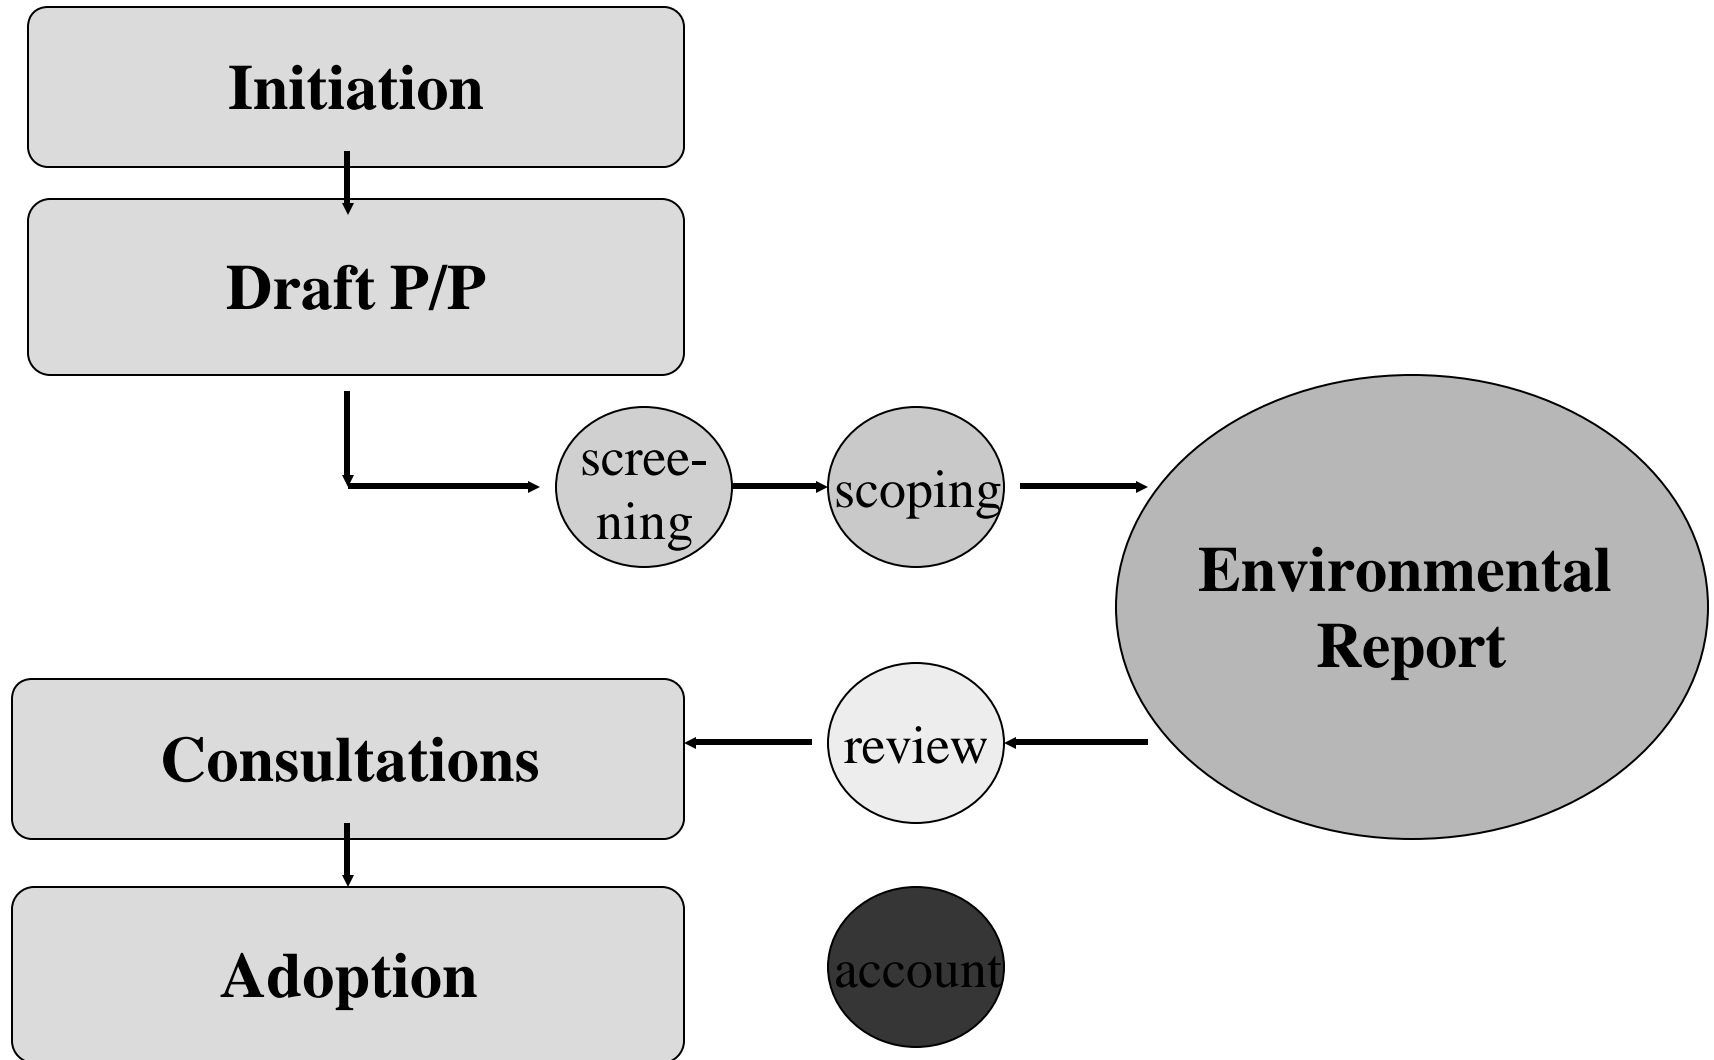 Initiation
Draft P/P
scree-
ning
scoping
Environmental
Report
review
Consultations
Adoption
account